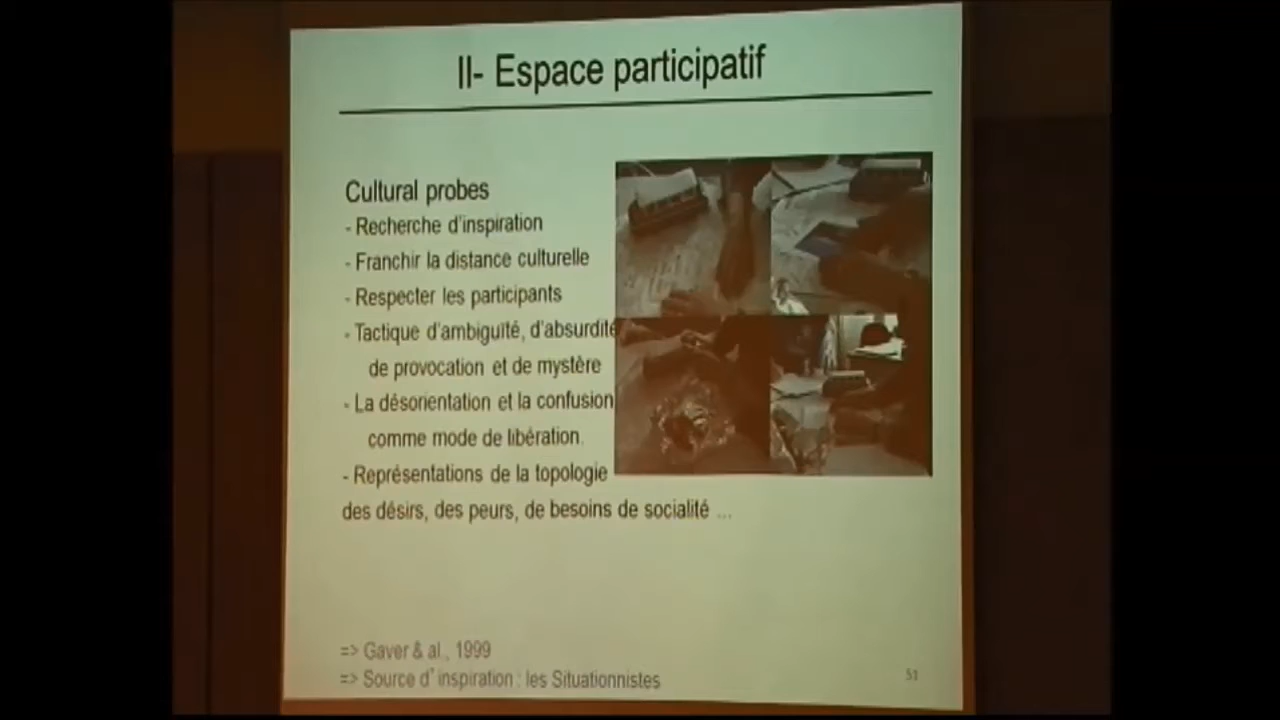 II- Espace participatif
Cultural probes
- Recherche d'inspiration
- Franchir la distance culturelle
- Respecter les participants
- Tactique d'ambiguïté, d'absurdité
de provocation et de mystère
- La désorientation et la confusion
comme mode de libération.
- Représentations de la topologie
des désirs, des peurs, de besoins de socialité ...
=> Gaver & al., 1999
=> Source d'inspiration : les Situationnistes
51